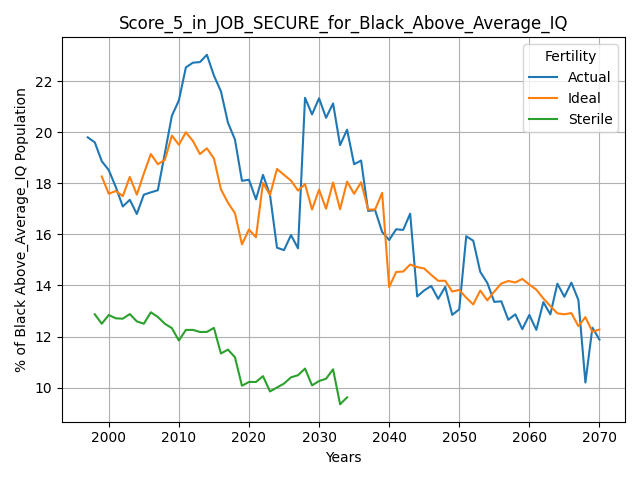 Score_5_in_JOB_SECURE_for_Black_Above_Average_IQ
Fertility
Actual
Ideal
Sterile
% of Black Above_Average_IQ Population
22
20
18
16
14
12
10
2000 2010 2020 2030 2040 2050 2060 2070
Years